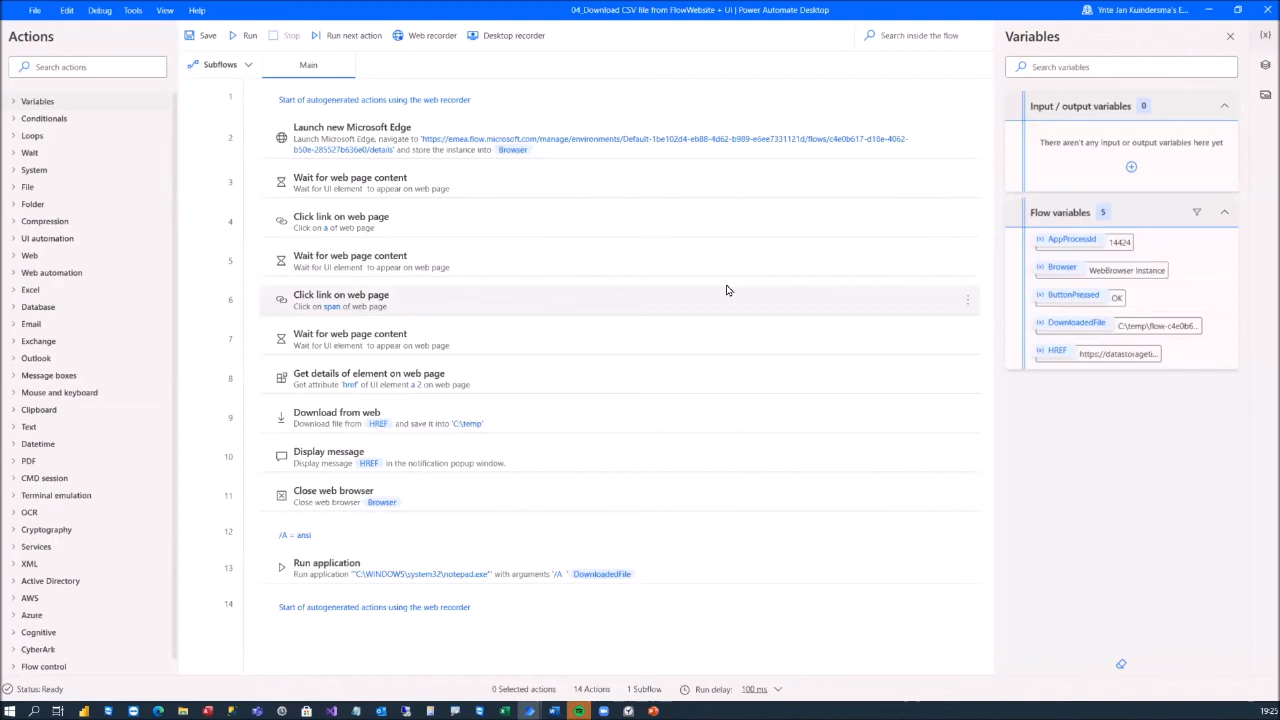 File Edit Debug Tools View Help
04_Download CSV file from FlowWebsite + UI | Power Automate Desktop
Ynte Jan Kuindersma's E...
Actions
Search actions
Variables
Conditionals
Loops
Wait
System
File
Folder
Compression
UI automation
Web
Web automation
Excel
Database
Email
Exchange
Outlook
Message boxes
Mouse and keyboard
Clipboard
Text
Datetime
PDF
CMD session
Terminal emulation
OCR
Cryptography
Services
XML
Active Directory
AWS
Azure
Cognitive
CyberArk
Flow control
Save Run Stop Run next action Web recorder Desktop recorder
Search inside the flow
Subflows Main
1 Start of autogenerated actions using the web recorder
2 Launch new Microsoft Edge
Launch Microsoft Edge, navigate to 'https://emea.flow.microsoft.com/manage/environments/Default-1be102d4-eb88-4d62-b989-e6ee7331121d/flows/c4e0b617-d18e-4062-
b50e-285527b636e0/details' and store the instance into Browser
3 Wait for web page content
Wait for UI element to appear on web page
4 Click link on web page
Click on a of web page
5 Wait for web page content
Wait for UI element to appear on web page
6 Click link on web page
Click on span of web page
7 Wait for web page content
Wait for UI element to appear on web page
8 Get details of element on web page
Get attribute 'href' of UI element a 2 on web page
9 Download from web
Download file from HREF and save it into 'C:\temp'
10 Display message
Display message HREF in the notification popup window.
11 Close web browser
Close web browser Browser
12 /A = ansi
13 Run application
Run application '"C:\WINDOWS\system32\notepad.exe"' with arguments '/A ' DownloadedFile
14 Start of autogenerated actions using the web recorder
Variables
Search variables
Input / output variables 0
There aren't any input or output variables here yet
Flow variables 5
(x) AppProcessId 14424
(x) Browser WebBrowser Instance
(x) ButtonPressed OK
(x) DownloadedFile C:\temp\flow-c4e0b6...
(x) HREF https://datastorageti...
{x}
Status: Ready
0 Selected actions 14 Actions 1 Subflow Run delay: 100 ms